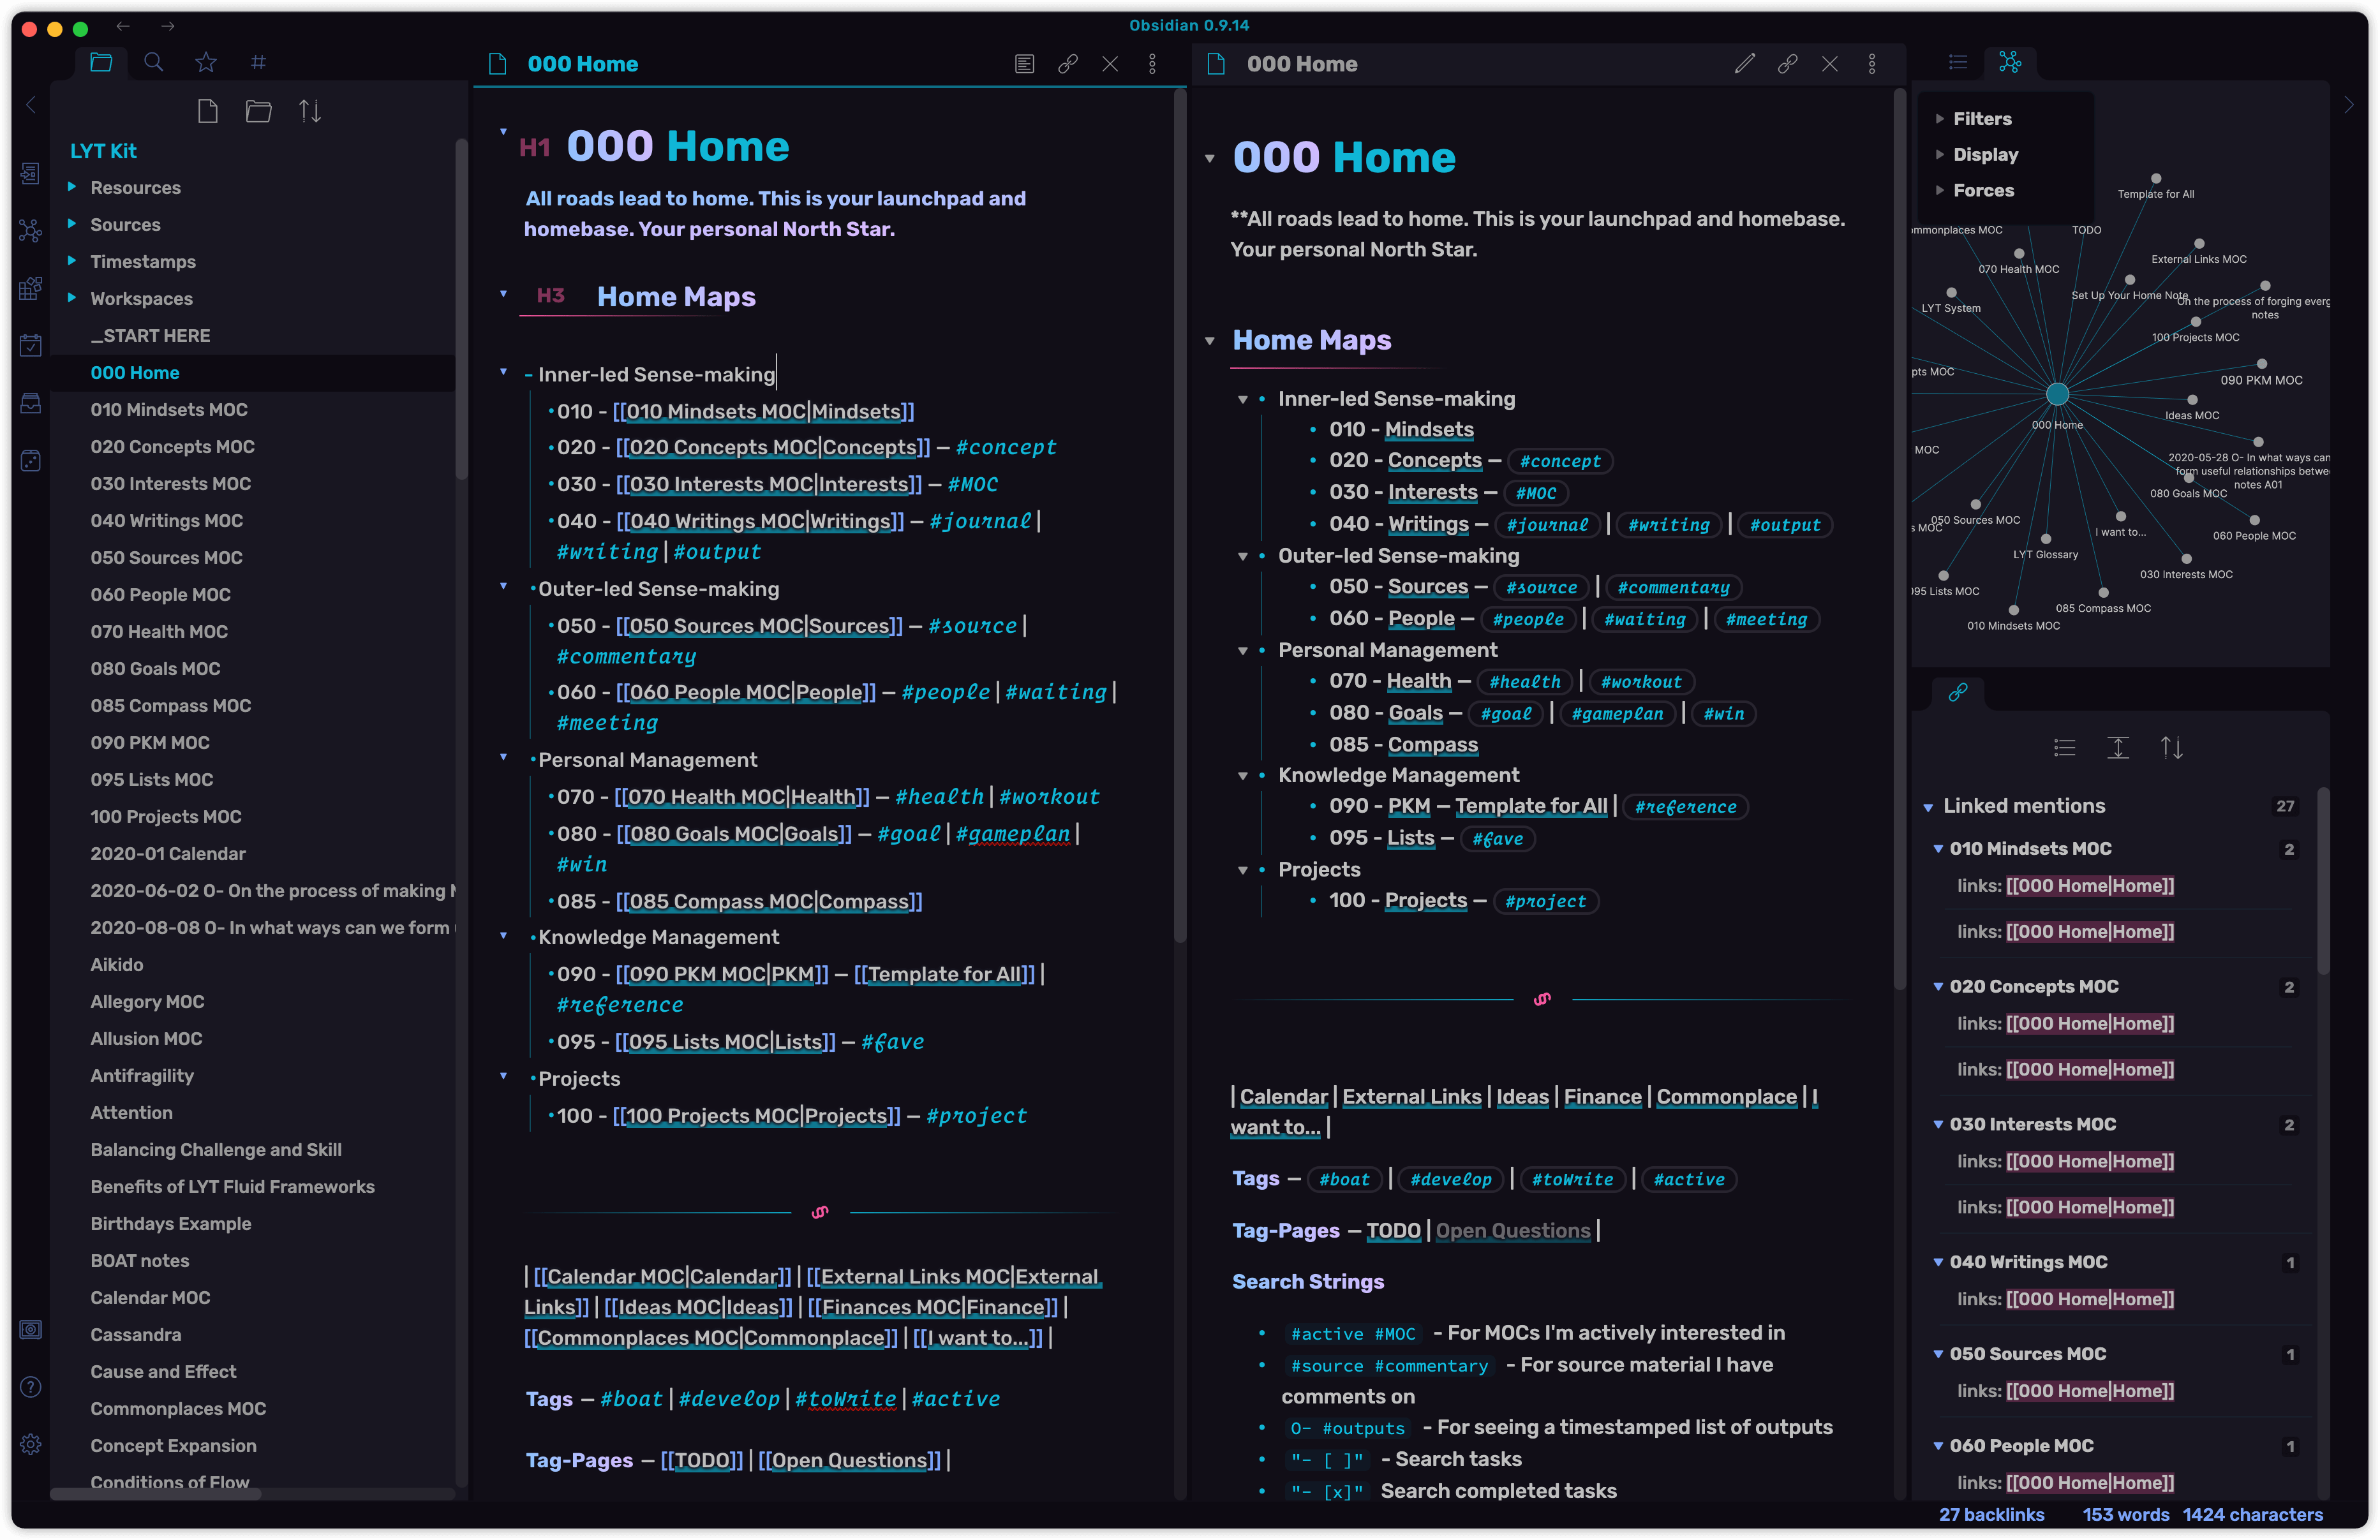 Obsidian 0.9.14
LYT Kit
Resources
Sources
Timestamps
Workspaces
_START HERE
000 Home
010 Mindsets MOC
020 Concepts MOC
030 Interests MOC
040 Writings MOC
050 Sources MOC
060 People MOC
070 Health MOC
080 Goals MOC
085 Compass MOC
090 PKM MOC
095 Lists MOC
100 Projects MOC
2020-01 Calendar
2020-06-02 O- On the process of making
2020-08-08 O- In what ways can we form
Aikido
Allegory MOC
Allusion MOC
Antifragility
Attention
Balancing Challenge and Skill
Benefits of LYT Fluid Frameworks
Birthdays Example
BOAT notes
Calendar MOC
Cassandra
Cause and Effect
Commonplaces MOC
Concept Expansion
Conditions of Flow
000 Home
H1 000 Home
All roads lead to home. This is your launchpad and
homebase. Your personal North Star.
H3 Home Maps
- Inner-led Sense-making
•010 - [[010 Mindsets MOC|Mindsets]]
•020 - [[020 Concepts MOC|Concepts]] — #concept
•030 - [[030 Interests MOC|Interests]] — #MOC
•040 - [[040 Writings MOC|Writings]] — #journal |
#writing | #output
•Outer-led Sense-making
•050 - [[050 Sources MOC|Sources]] — #source |
#commentary
•060 - [[060 People MOC|People]] — #people | #waiting |
#meeting
•Personal Management
•070 - [[070 Health MOC|Health]] — #health | #workout
•080 - [[080 Goals MOC|Goals]] — #goal | #gameplan |
#win
•085 - [[085 Compass MOC|Compass]]
•Knowledge Management
•090 - [[090 PKM MOC|PKM]] — [[Template for All]] |
#reference
•095 - [[095 Lists MOC|Lists]] — #fave
•Projects
•100 - [[100 Projects MOC|Projects]] — #project
§
| [[Calendar MOC|Calendar]] | [[External Links MOC|External
Links]] | [[Ideas MOC|Ideas]] | [[Finances MOC|Finance]] |
[[Commonplaces MOC|Commonplace]] | [[I want to...]] |
Tags — #boat | #develop | #toWrite | #active
Tag-Pages — [[TODO]] | [[Open Questions]] |
000 Home
000 Home
**All roads lead to home. This is your launchpad and homebase.
Your personal North Star.
Home Maps
• Inner-led Sense-making
• 010 - Mindsets
• 020 - Concepts — #concept
• 030 - Interests — #MOC
• 040 - Writings — #journal | #writing | #output
• Outer-led Sense-making
• 050 - Sources — #source | #commentary
• 060 - People — #people | #waiting | #meeting
• Personal Management
• 070 - Health — #health | #workout
• 080 - Goals — #goal | #gameplan | #win
• 085 - Compass
• Knowledge Management
• 090 - PKM — Template for All | #reference
• 095 - Lists — #fave
• Projects
• 100 - Projects — #project
§
| Calendar | External Links | Ideas | Finance | Commonplace | I
want to... |
Tags — #boat | #develop | #toWrite | #active
Tag-Pages — TODO | Open Questions |
Search Strings
• #active #MOC - For MOCs I'm actively interested in
• #source #commentary - For source material I have
comments on
• O- #outputs - For seeing a timestamped list of outputs
• "- [ ]" - Search tasks
• "- [x]" Search completed tasks
Filters
Display
Forces
Template for All
mmonplaces MOC
TODO
External Links MOC
070 Health MOC
Set Up Your Home Note
On the process of forging everg
notes
LYT System
100 Projects MOC
pts MOC
090 PKM MOC
Ideas MOC
000 Home
MOC
2020-05-28 O- In what ways can
form useful relationships betwe
notes A01
080 Goals MOC
050 Sources MOC
s MOC
I want to...
060 People MOC
LYT Glossary
030 Interests MOC
095 Lists MOC
085 Compass MOC
010 Mindsets MOC
Linked mentions 27
010 Mindsets MOC 2
links: [[000 Home|Home]]
links: [[000 Home|Home]]
020 Concepts MOC 2
links: [[000 Home|Home]]
links: [[000 Home|Home]]
030 Interests MOC 2
links: [[000 Home|Home]]
links: [[000 Home|Home]]
040 Writings MOC 1
links: [[000 Home|Home]]
050 Sources MOC 1
links: [[000 Home|Home]]
060 People MOC 1
links: [[000 Home|Home]]
27 backlinks 153 words 1424 characters